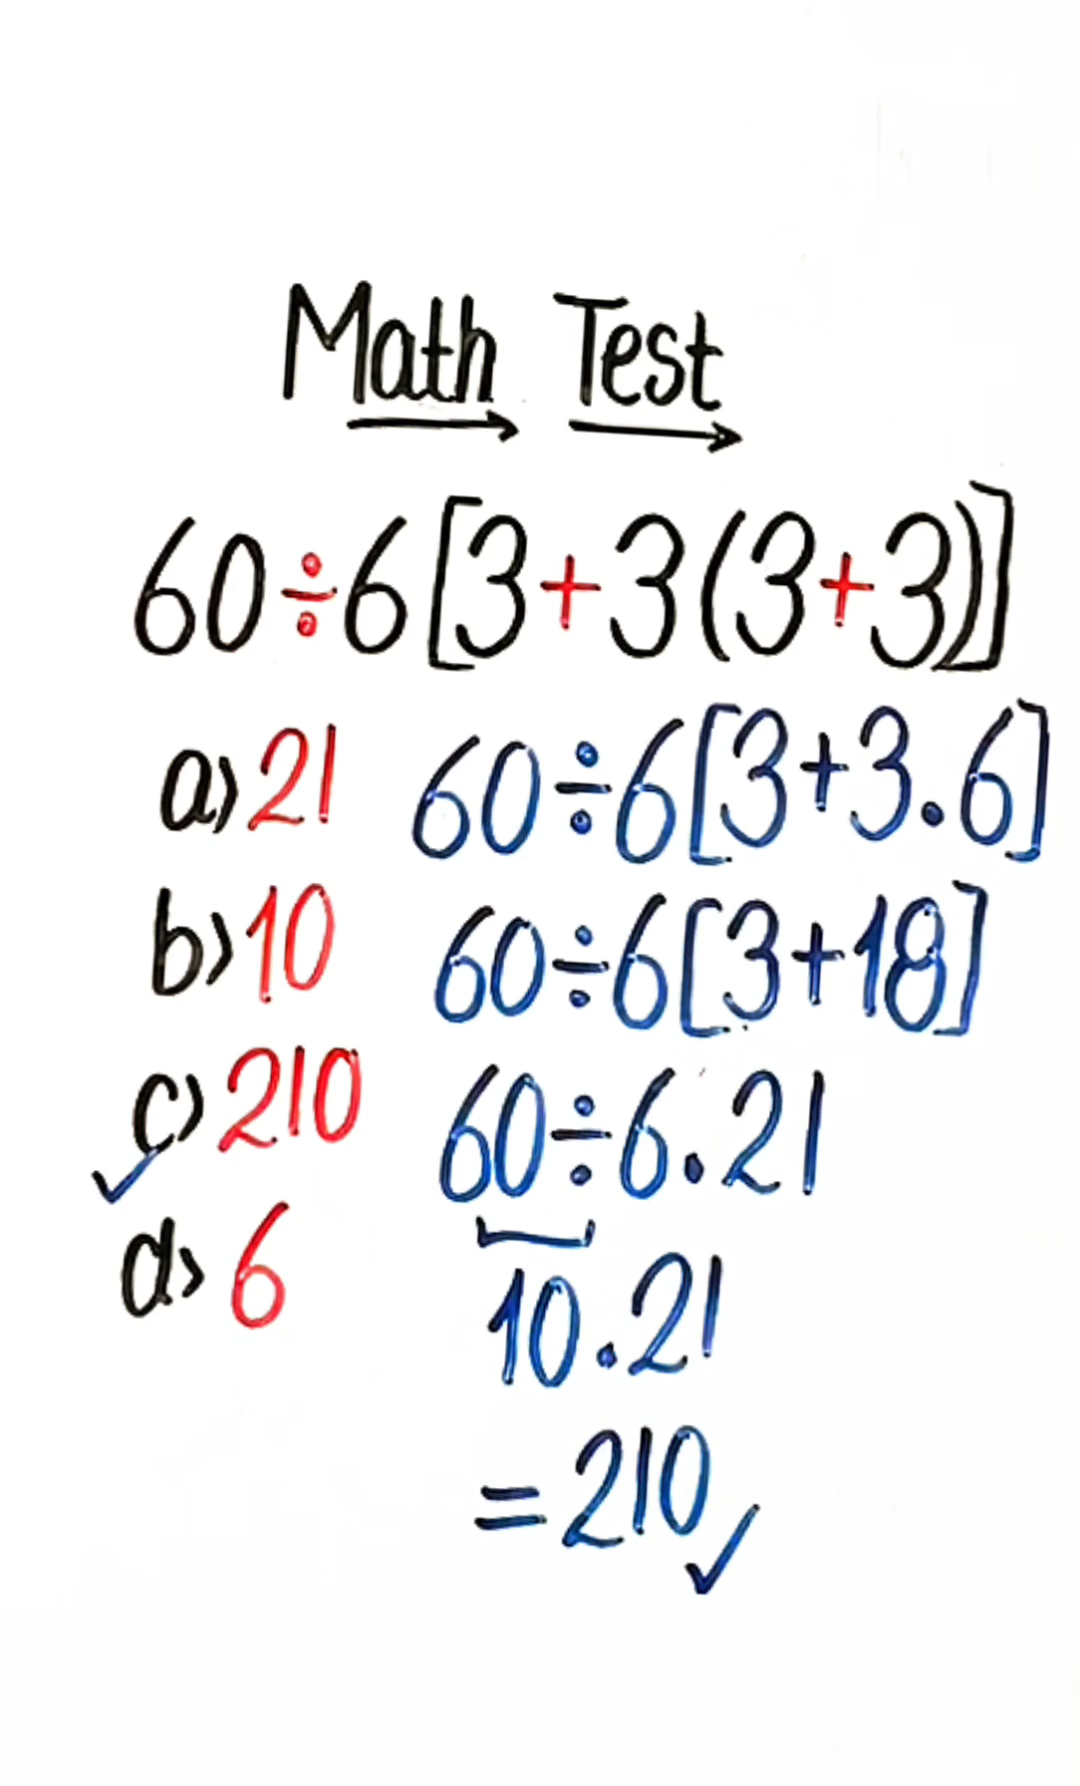 Math Test
60÷6[3+3(3+3)]
a) 21 60÷6[3+3.6]
b) 10 60÷6[3+18]
c) 210 60÷6.21
d) 6
10.21
=210